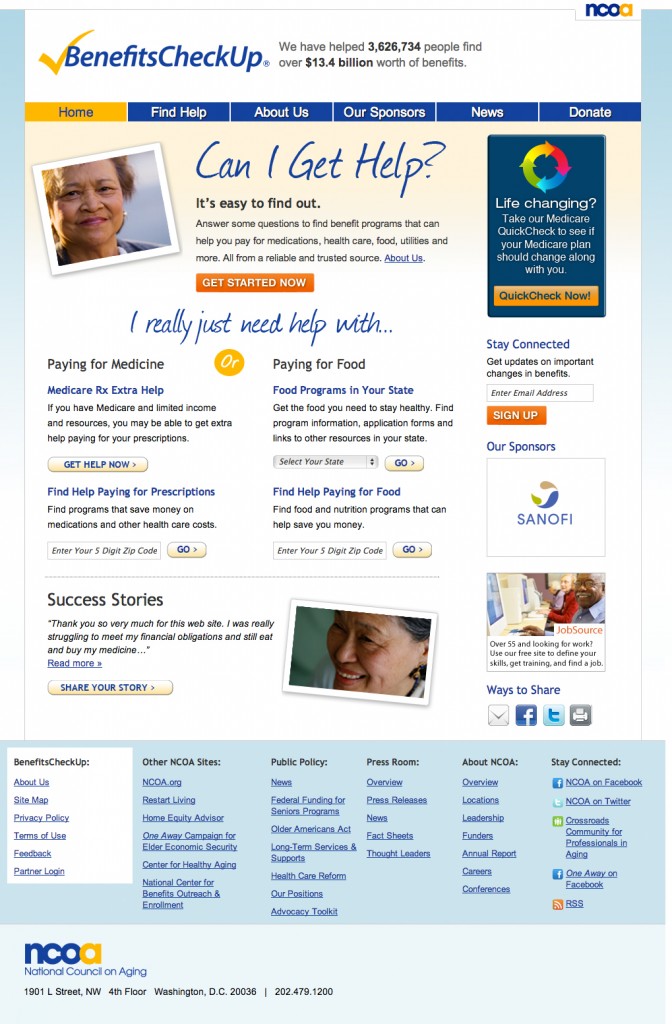 ncoa
BenefitsCheckUp®
We have helped 3,626,734 people find
over $13.4 billion worth of benefits.
Home
Find Help
About Us
Our Sponsors
News
Donate
Can I Get Help?
It's easy to find out.
Answer some questions to find benefit programs that can
help you pay for medications, health care, food, utilities and
more. All from a reliable and trusted source. About Us.
GET STARTED NOW
Life changing?
Take our Medicare
QuickCheck to see if
your Medicare plan
should change along
with you.
QuickCheck Now!
I really just need help with...
Paying for Medicine
Or
Paying for Food
Medicare Rx Extra Help
If you have Medicare and limited income
and resources, you may be able to get extra
help paying for your prescriptions.
GET HELP NOW ›
Food Programs in Your State
Get the food you need to stay healthy. Find
program information, application forms and
links to other resources in your state.
Select Your State
GO ›
Find Help Paying for Prescriptions
Find programs that save money on
medications and other health care costs.
Enter Your 5 Digit Zip Code
GO ›
Find Help Paying for Food
Find food and nutrition programs that can
help save you money.
Enter Your 5 Digit Zip Code
GO ›
Stay Connected
Get updates on important
changes in benefits.
Enter Email Address
SIGN UP
Our Sponsors
SANOFI
JobSource
Over 55 and looking for work?
Use our free site to define your
skills, get training, and find a job.
Ways to Share
Success Stories
“Thank you so very much for this web site. I was really
struggling to meet my financial obligations and still eat
and buy my medicine…”
Read more »
SHARE YOUR STORY ›
BenefitsCheckUp:
About Us
Site Map
Privacy Policy
Terms of Use
Feedback
Partner Login
Other NCOA Sites:
NCOA.org
Restart Living
Home Equity Advisor
One Away Campaign for
Elder Economic Security
Center for Healthy Aging
National Center for
Benefits Outreach &
Enrollment
Public Policy:
News
Federal Funding for
Seniors Programs
Older Americans Act
Long-Term Services &
Supports
Health Care Reform
Our Positions
Advocacy Toolkit
Press Room:
Overview
Press Releases
News
Fact Sheets
Thought Leaders
About NCOA:
Overview
Locations
Leadership
Funders
Annual Report
Careers
Conferences
Stay Connected:
NCOA on Facebook
NCOA on Twitter
Crossroads
Community for
Professionals in
Aging
One Away on
Facebook
RSS
ncoa
National Council on Aging
1901 L Street, NW 4th Floor Washington, D.C. 20036 | 202.479.1200